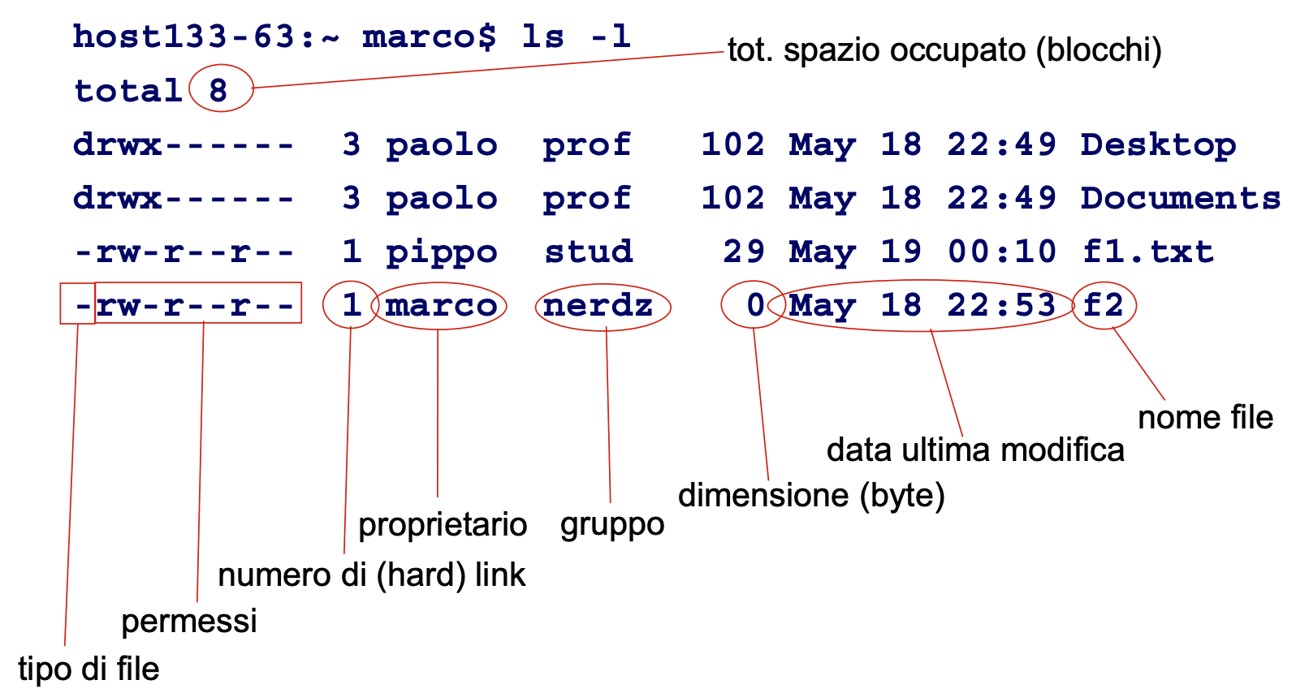 host133-63:~ marco$ ls -l
tot. spazio occupato (blocchi)
total 8
drwx------ 3 paolo prof 102 May 18 22:49 Desktop
drwx------ 3 paolo prof 102 May 18 22:49 Documents
-rw-r--r-- 1 pippo stud 29 May 19 00:10 f1.txt
-rw-r--r-- 1 marco nerdz 0 May 18 22:53 f2
nome file
data ultima modifica
dimensione (byte)
proprietario
gruppo
numero di (hard) link
permessi
tipo di file